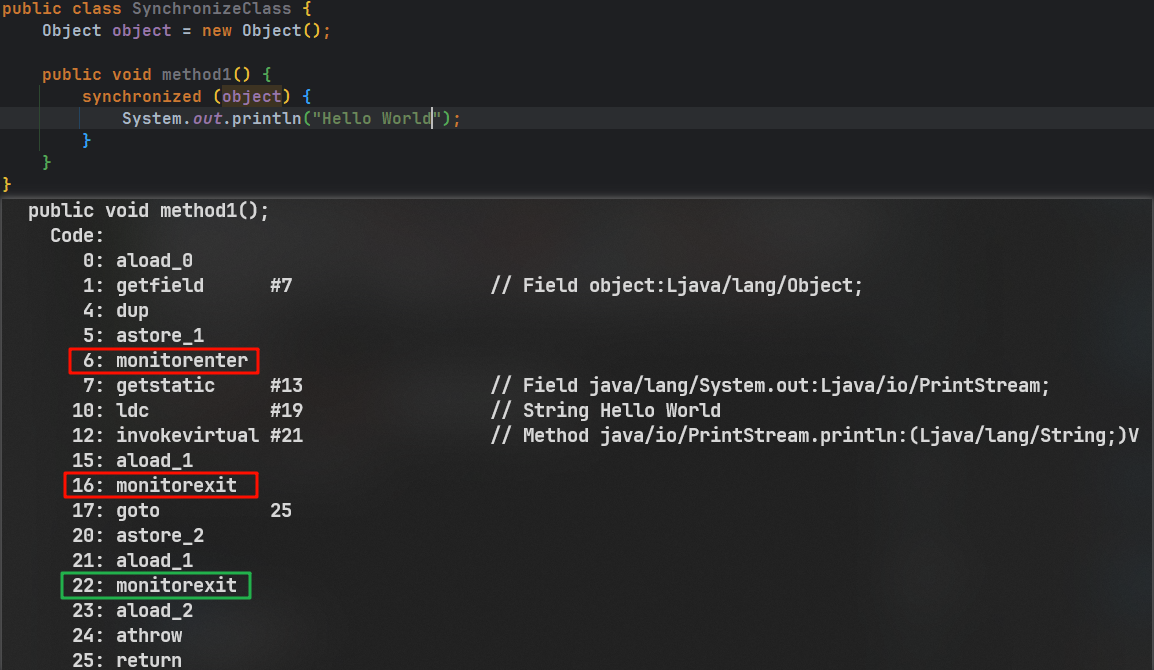 public class SynchronizeClass {
    Object object = new Object();
    public void method1() {
        synchronized (object) {
            System.out.println("Hello World");
        }
    }
}
public void method1();
  Code:
     0: aload_0
     1: getfield      #7                  // Field object:Ljava/lang/Object;
     4: dup
     5: astore_1
     6: monitorenter
     7: getstatic     #13                 // Field java/lang/System.out:Ljava/io/PrintStream;
    10: ldc           #19                 // String Hello World
    12: invokevirtual #21                 // Method java/io/PrintStream.println:(Ljava/lang/String;)V
    15: aload_1
    16: monitorexit
    17: goto          25
    20: astore_2
    21: aload_1
    22: monitorexit
    23: aload_2
    24: athrow
    25: return